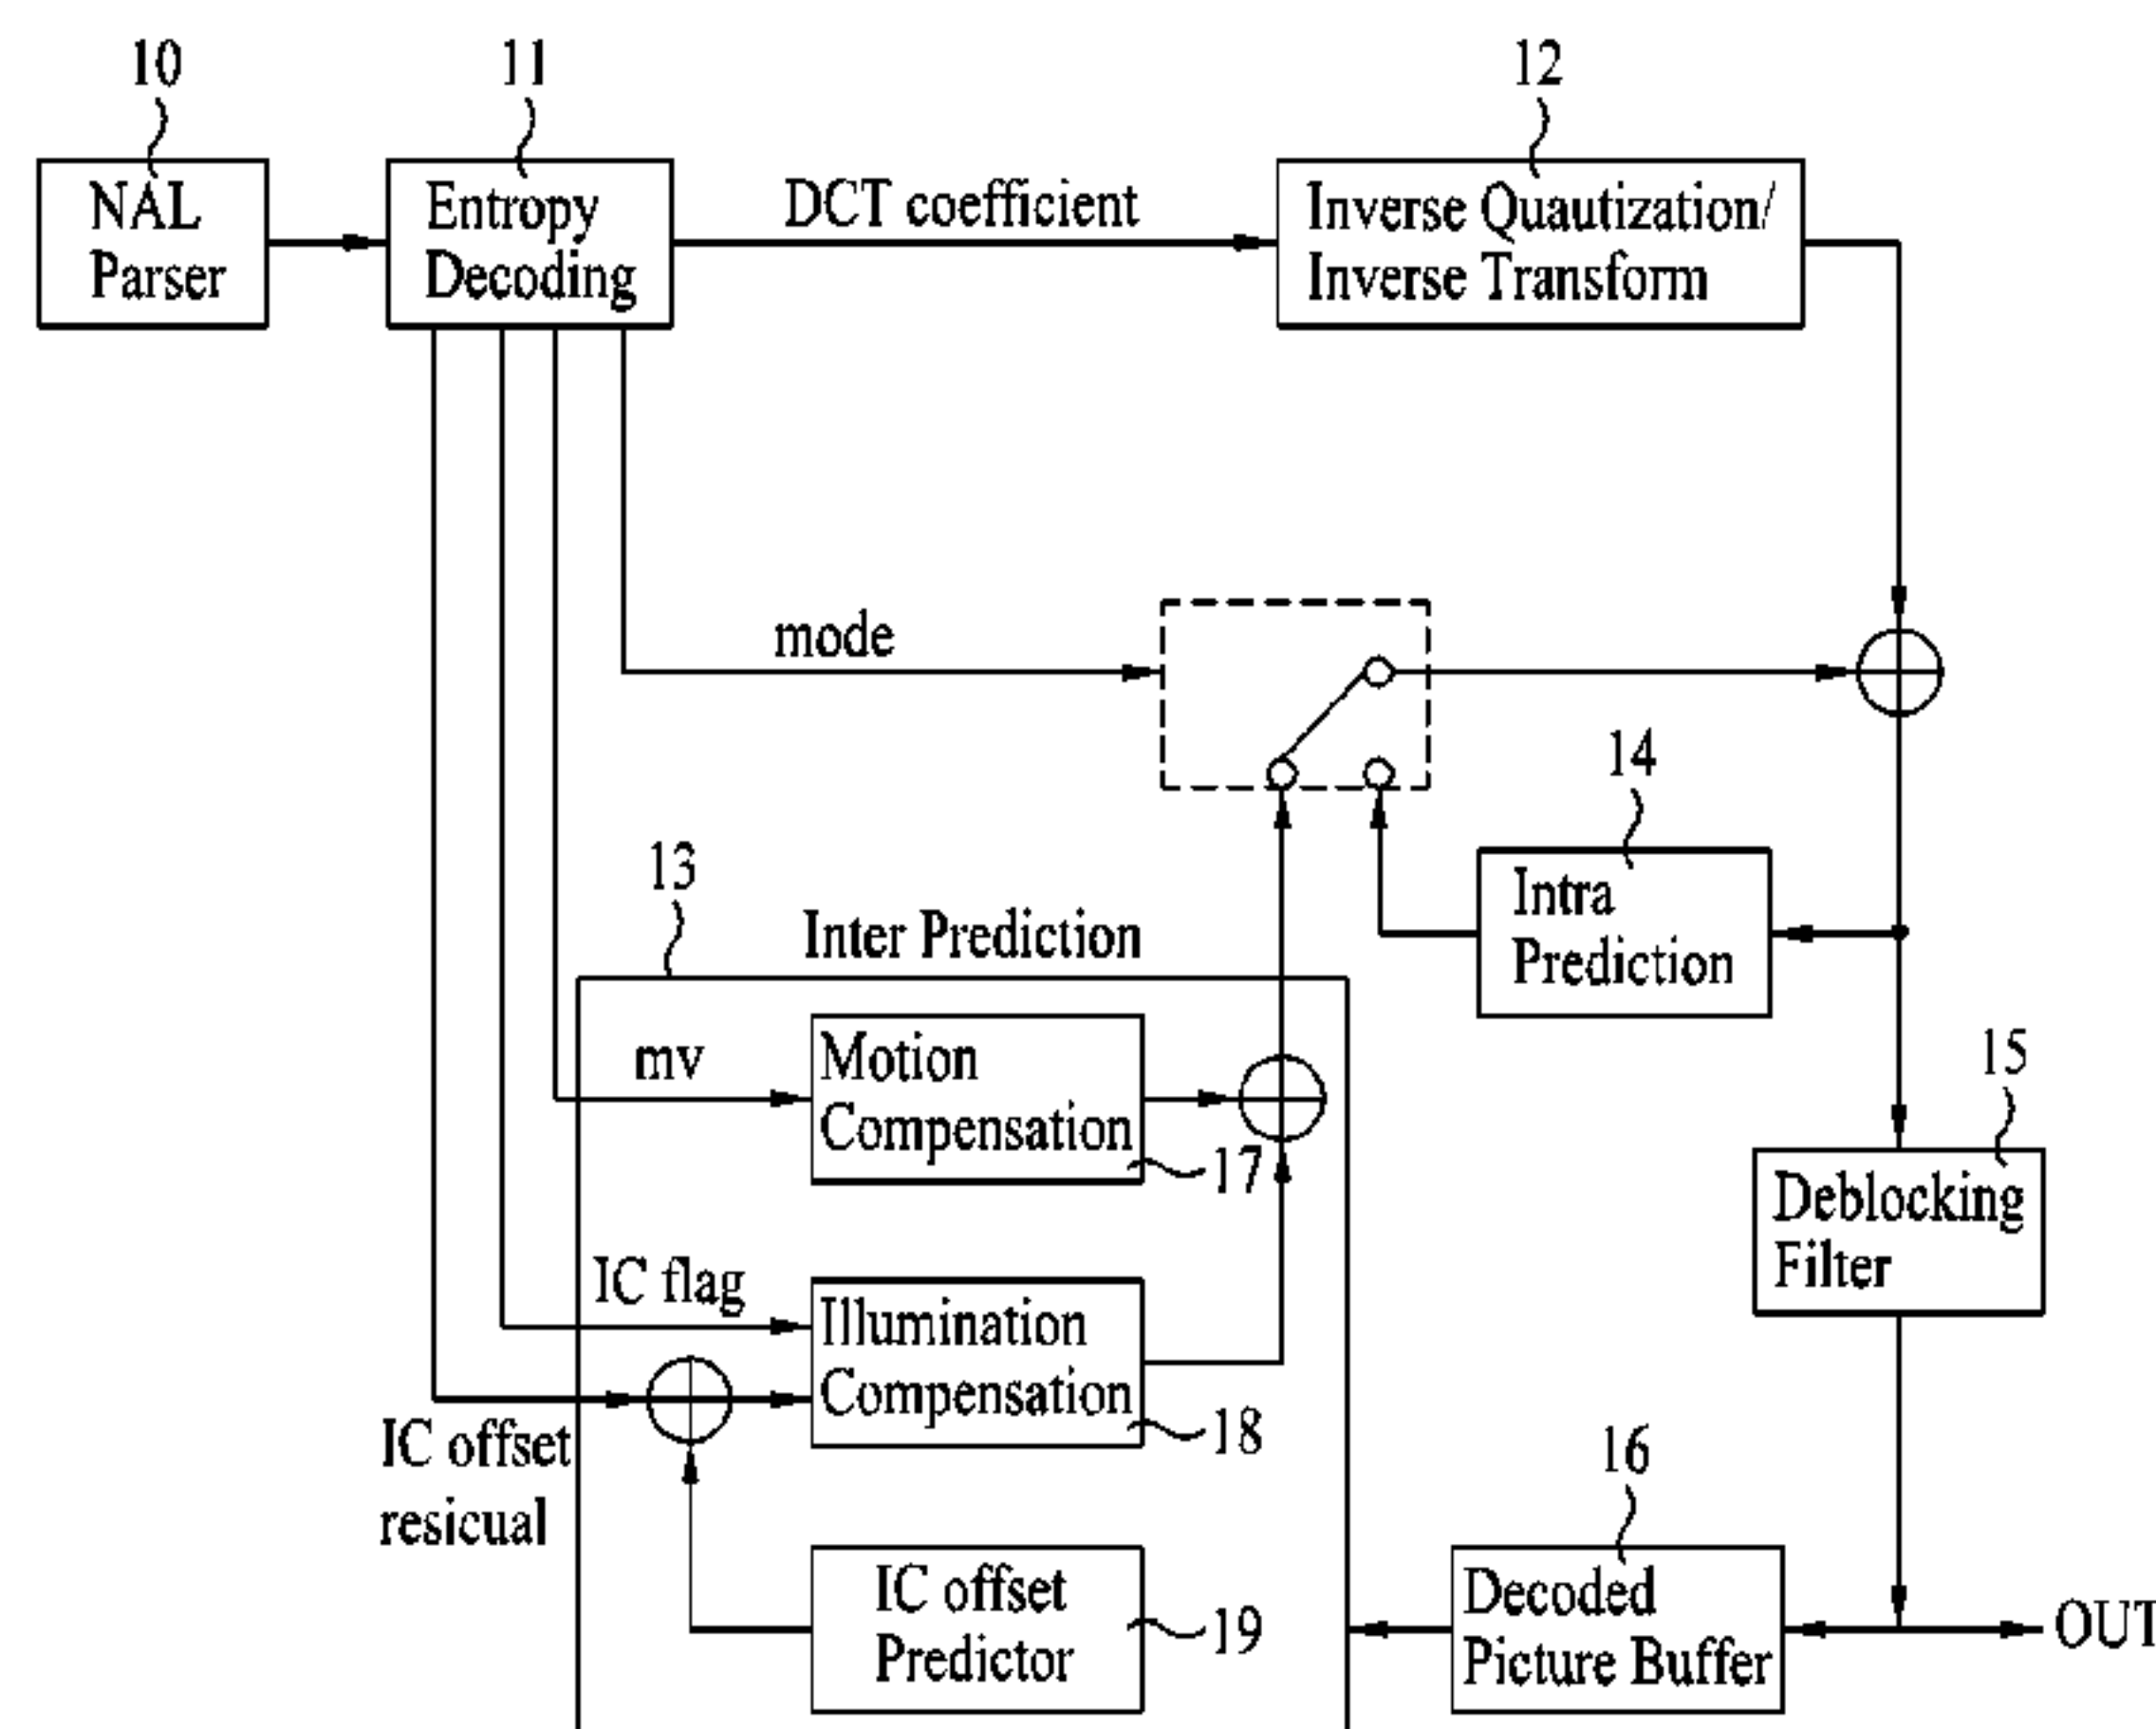 10
11
12
NAL
Parser
Entropy
Decoding
DCT coefficient
Inverse Quautization/
Inverse Transform
mode
14
Intra
Prediction
13
Inter Prediction
mv
Motion
Compensation
17
15
Deblocking
Filter
IC flag
Illumination
Compensation
18
IC offset
resicual
16
IC offset
Predictor
19
Decoded
Picture Buffer
OUT